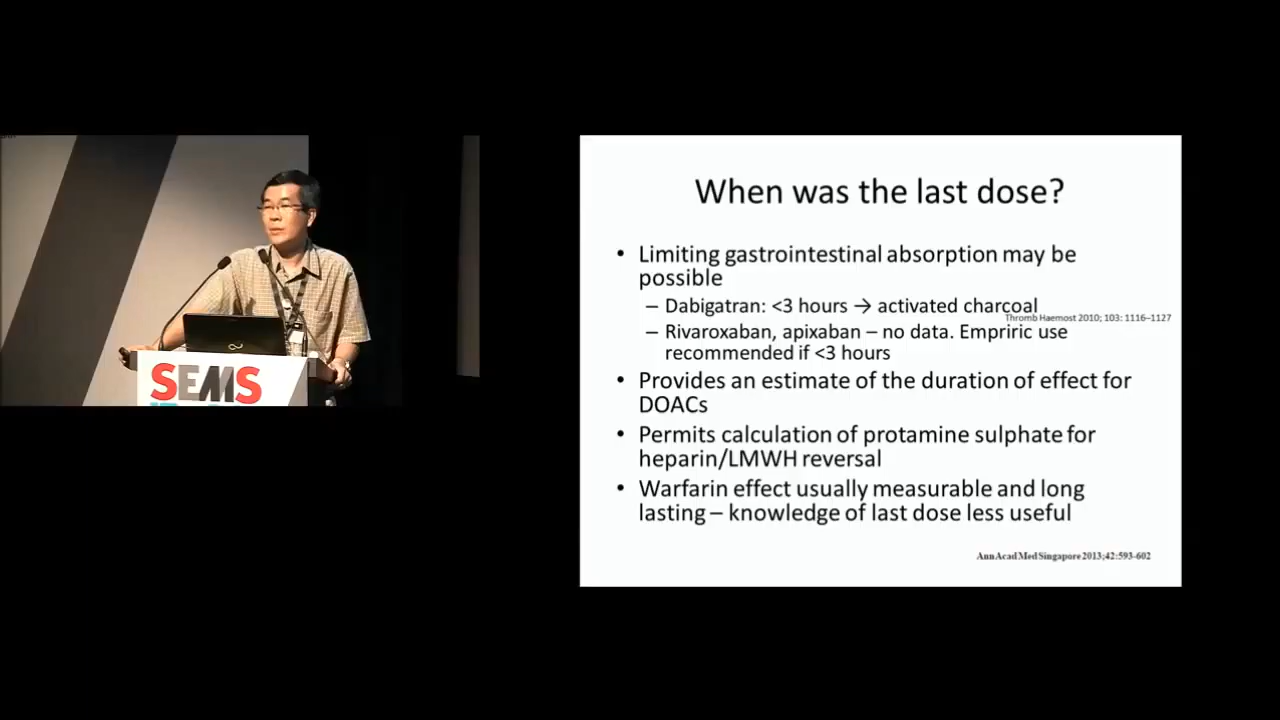 SEMS
When was the last dose?
• Limiting gastrointestinal absorption may be
possible
– Dabigatran: <3 hours → activated charcoal
Thromb Haemost 2010; 103: 1116–1127
– Rivaroxaban, apixaban – no data. Empriric use
recommended if <3 hours
• Provides an estimate of the duration of effect for
DOACs
• Permits calculation of protamine sulphate for
heparin/LMWH reversal
• Warfarin effect usually measurable and long
lasting – knowledge of last dose less useful
Ann Acad Med Singapore 2013;42:593-602